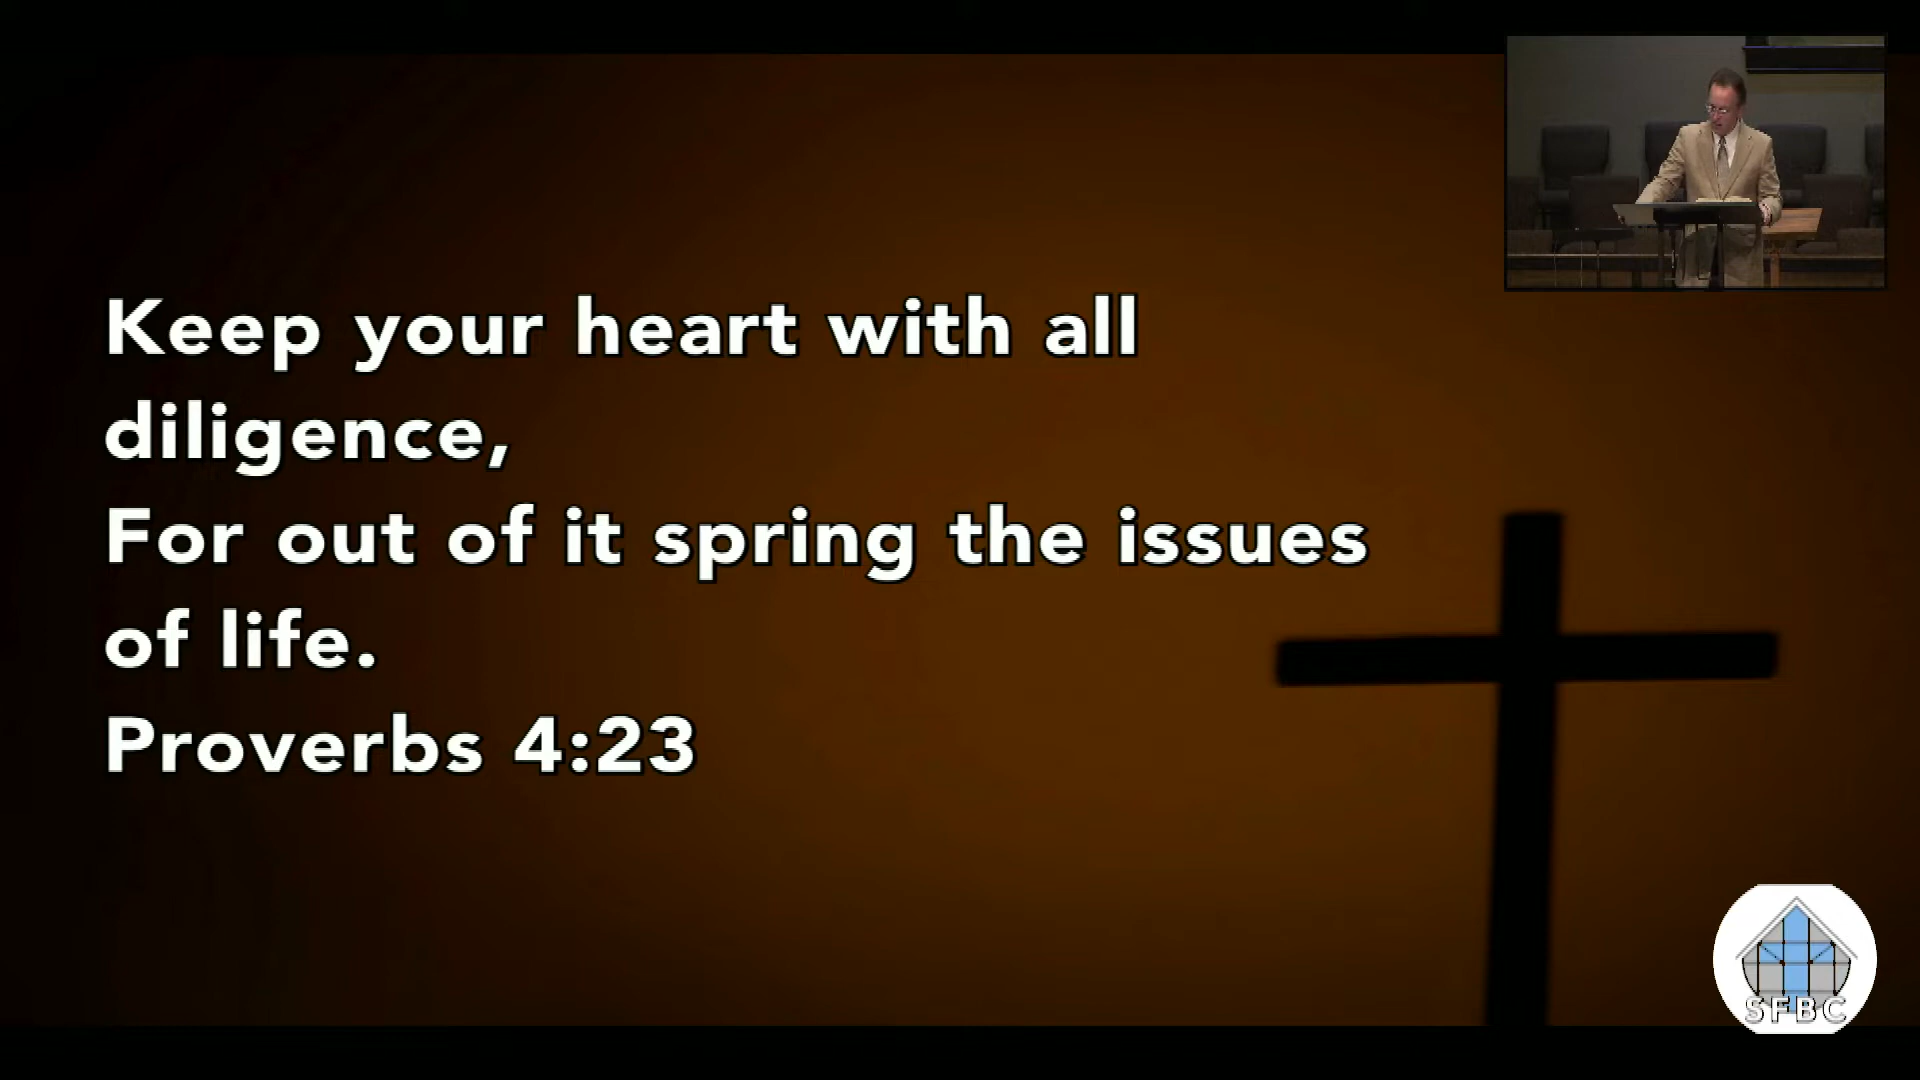 Keep your heart with all
diligence,
For out of it spring the issues
of life.
Proverbs 4:23
SFBC